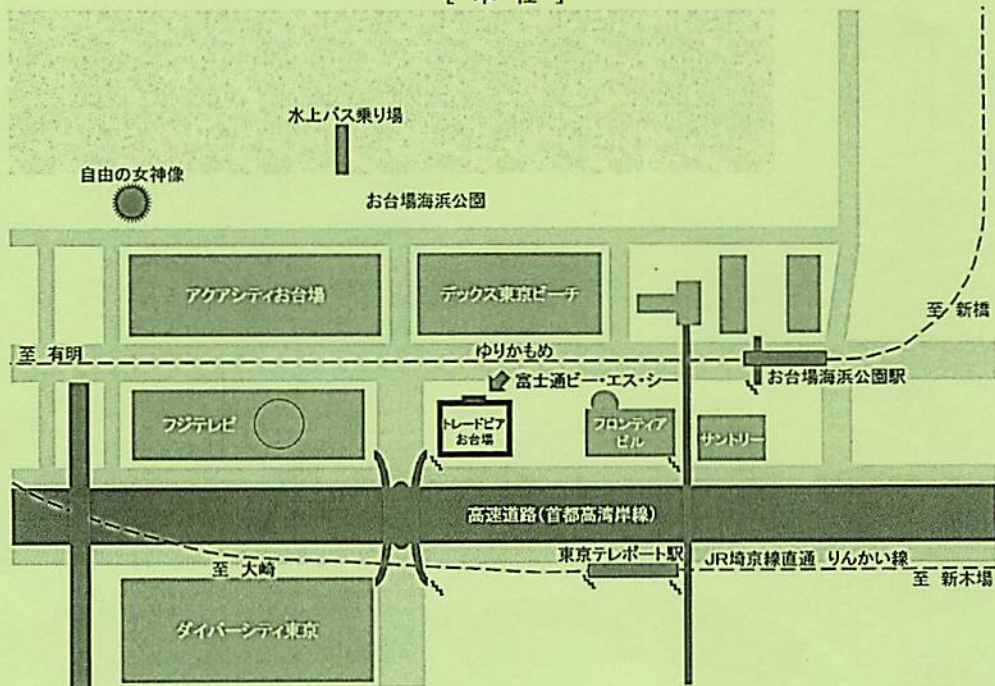 水上バス乗り場
自由の女神像
お台場海浜公園
アクアシティお台場
デックス東京ビーチ
至 新橋
至 有明
ゆりかもめ
お台場海浜公園駅
富士通ビー・エス・シー
フジテレビ
トレードピア
お台場
フロンティア
ビル
サントリー
高速道路(首都高湾岸線)
東京テレポート駅
JR埼京線直通 りんかい線
至 大崎
至 新木場
ダイバーシティ東京